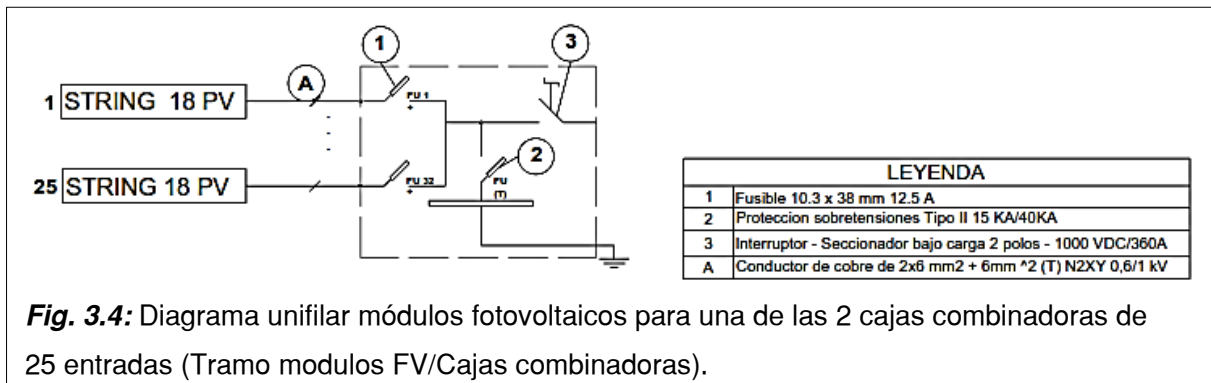 1
3
A
1 STRING 18 PV
FU 1
+
2
25 STRING 18 PV
FU 32
+
FU
(T)
LEYENDA
1 Fusible 10.3 x 38 mm 12.5 A
2 Proteccion sobretensiones Tipo II 15 KA/40KA
3 Interruptor - Seccionador bajo carga 2 polos - 1000 VDC/360A
A Conductor de cobre de 2x6 mm2 + 6mm ^2 (T) N2XY 0,6/1 kV
Fig. 3.4: Diagrama unifilar módulos fotovoltaicos para una de las 2 cajas combinadoras de
25 entradas (Tramo modulos FV/Cajas combinadoras).